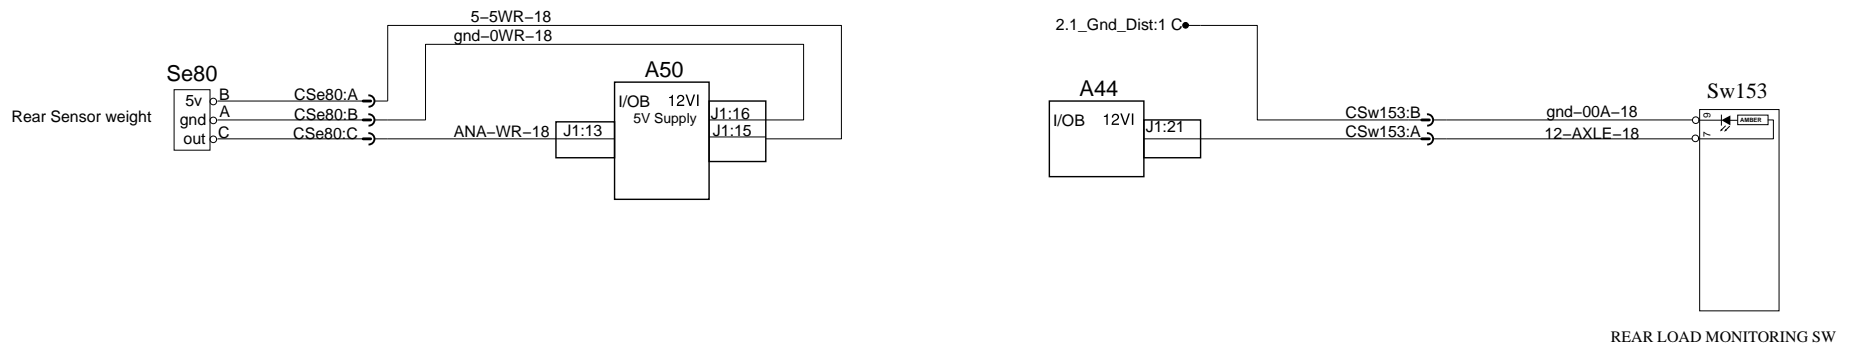 5-5WR-18
gnd-0WR-18
2.1_Gnd_Dist:1 C
Se80
A50
A44
Sw153
Rear Sensor weight
5v
B
CSe80:A
gnd
A
CSe80:B
out
C
CSe80:C
ANA-WR-18
J1:13
I/OB
12VI
5V Supply
J1:16
J1:15
I/OB
12VI
J1:21
CSw153:B
gnd-00A-18
CSw153:A
12-AXLE-18
9
AMBER
7
REAR LOAD MONITORING SW